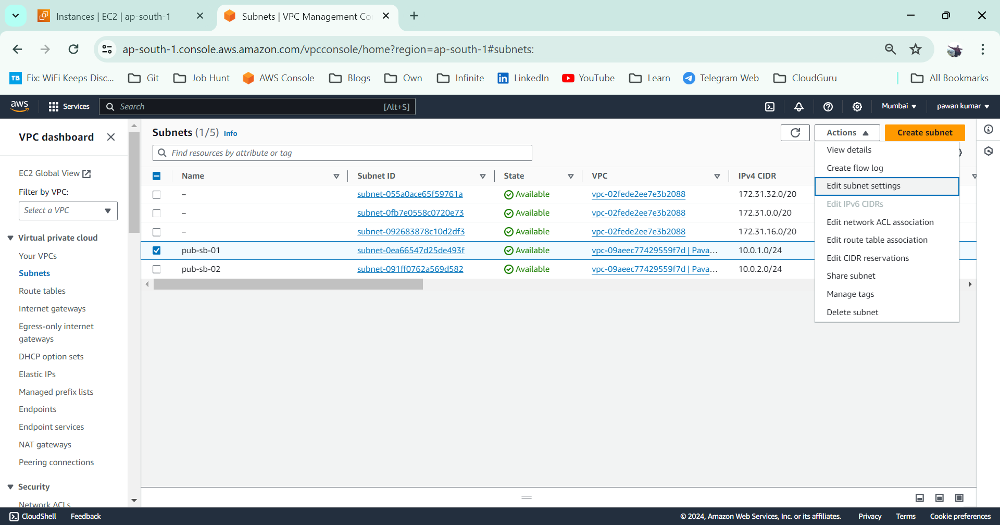 Instances | EC2 | ap-south-1
Subnets | VPC Management Co
ap-south-1.console.aws.amazon.com/vpcconsole/home?region=ap-south-1#subnets:
TB Fix: WiFi Keeps Disc... Git Job Hunt AWS Console Blogs Own Infinite LinkedIn YouTube Learn Telegram Web CloudGuru All Bookmarks
aws Services Search [Alt+S] Mumbai pawan kumar
VPC dashboard
EC2 Global View
Filter by VPC:
Select a VPC
Virtual private cloud
Your VPCs
Subnets
Route tables
Internet gateways
Egress-only internet
gateways
DHCP option sets
Elastic IPs
Managed prefix lists
Endpoints
Endpoint services
NAT gateways
Peering connections
Security
Network ACLs
Subnets (1/5) Info
Actions
Create subnet
Find resources by attribute or tag
Name Subnet ID State VPC IPv4 CIDR
– subnet-055a0ace65f59761a Available vpc-02fede2ee7e3b2088 172.31.32.0/20
– subnet-0fb7e0558c0720e73 Available vpc-02fede2ee7e3b2088 172.31.0.0/20
– subnet-092683878c10d2df3 Available vpc-02fede2ee7e3b2088 172.31.16.0/20
pub-sb-01 subnet-0ea66547d25de493f Available vpc-09aeec77429559f7d | Pava... 10.0.1.0/24
pub-sb-02 subnet-091ff0762a569d582 Available vpc-09aeec77429559f7d | Pava... 10.0.2.0/24
View details
Create flow log
Edit subnet settings
Edit IPv6 CIDRs
Edit network ACL association
Edit route table association
Edit CIDR reservations
Share subnet
Manage tags
Delete subnet
CloudShell Feedback © 2024, Amazon Web Services, Inc. or its affiliates. Privacy Terms Cookie preferences